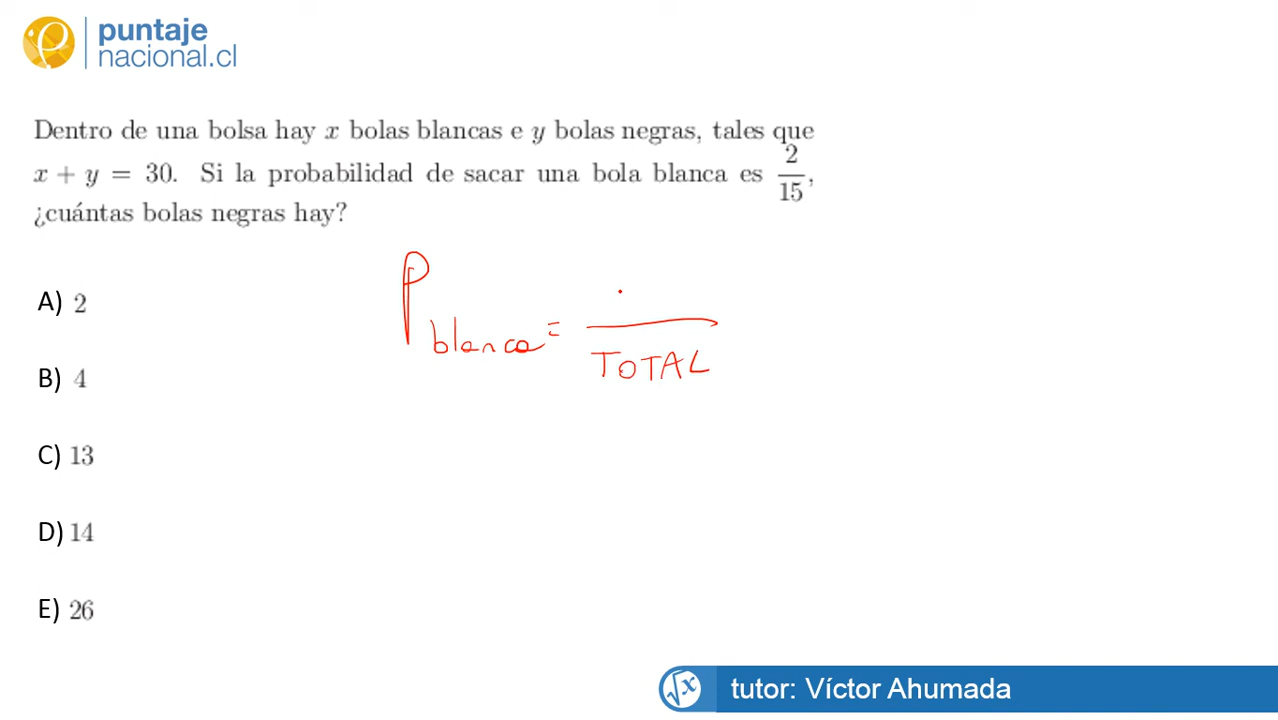 puntaje
nacional.cl
Dentro de una bolsa hay x bolas blancas e y bolas negras, tales que
x + y = 30. Si la probabilidad de sacar una bola blanca es 2/15,
¿cuántas bolas negras hay?
P blanca = / TOTAL
A) 2
B) 4
C) 13
D) 14
E) 26
√x tutor: Víctor Ahumada